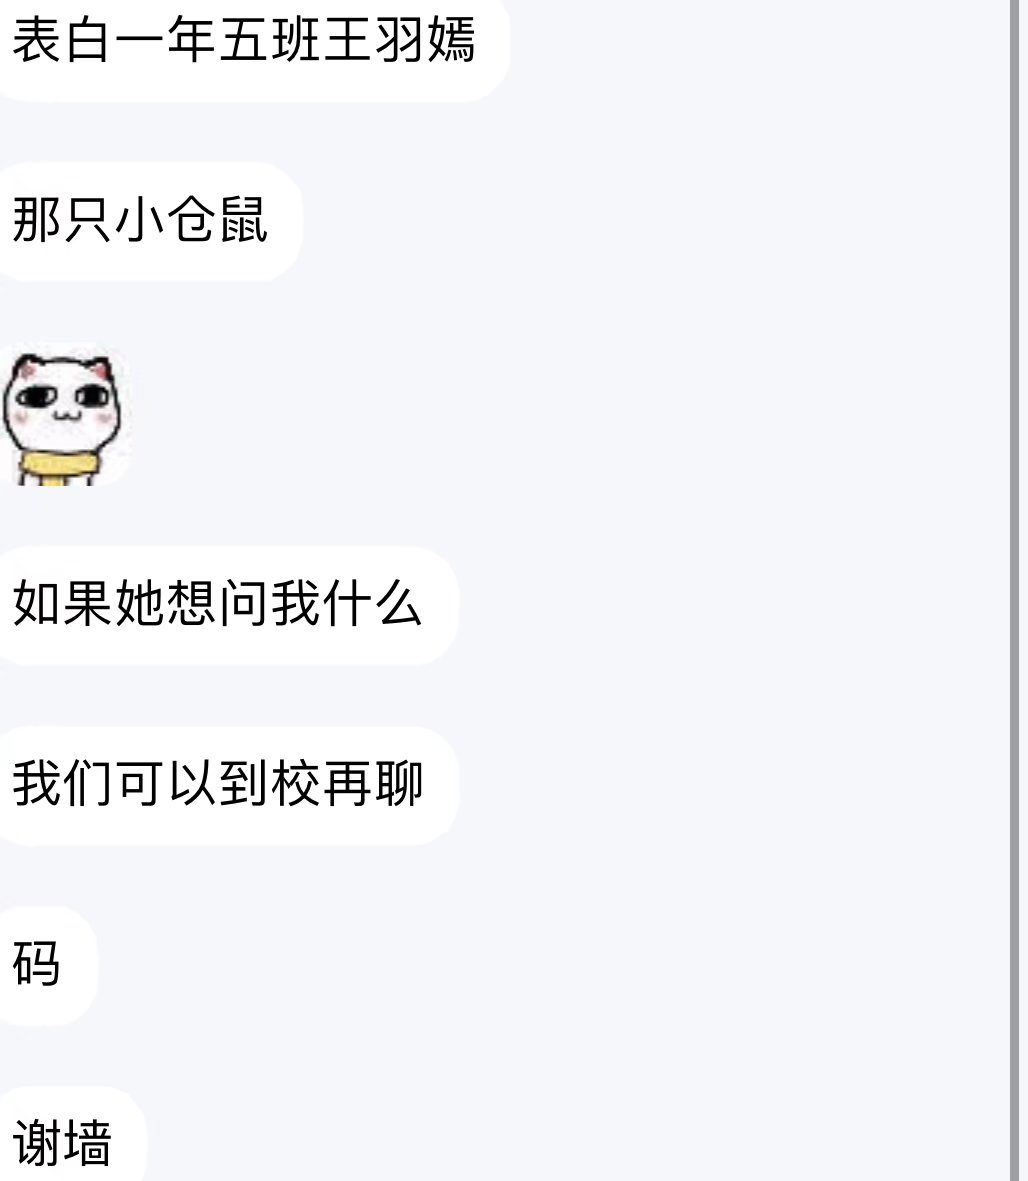 表白一年五班王羽嫣
那只小仓鼠
如果她想问我什么
我们可以到校再聊
码
谢墙